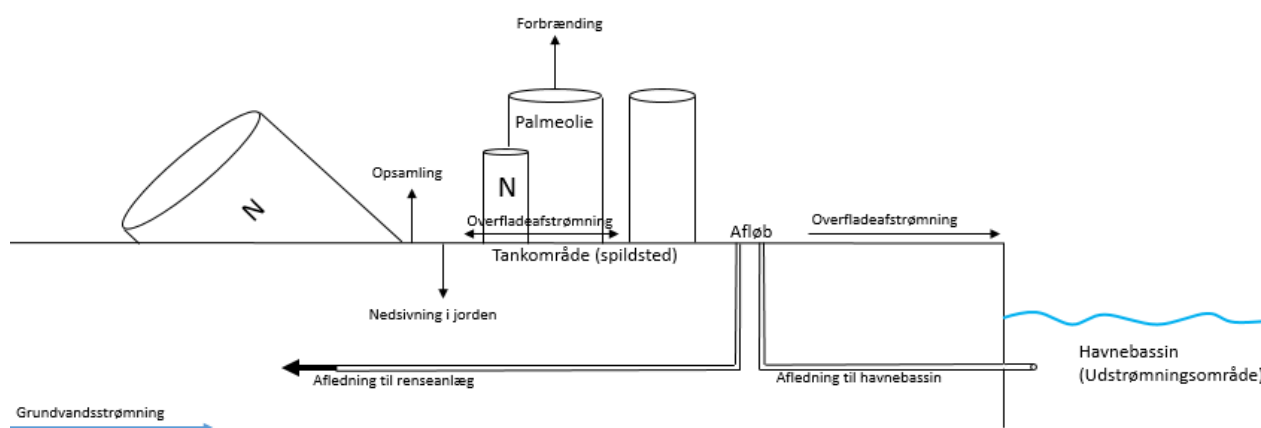 Forbrænding
Palmeolie
Opsamling
N
N
Overfladeafstrømning
Overfladeafstrømning
Afløb
Tankområde (spildsted)
Nedsivning i jorden
Havnebassin
(Udstrømningsområde)
Afledning til renseanlæg
Afledning til havnebassin
Grundvandsstrømning